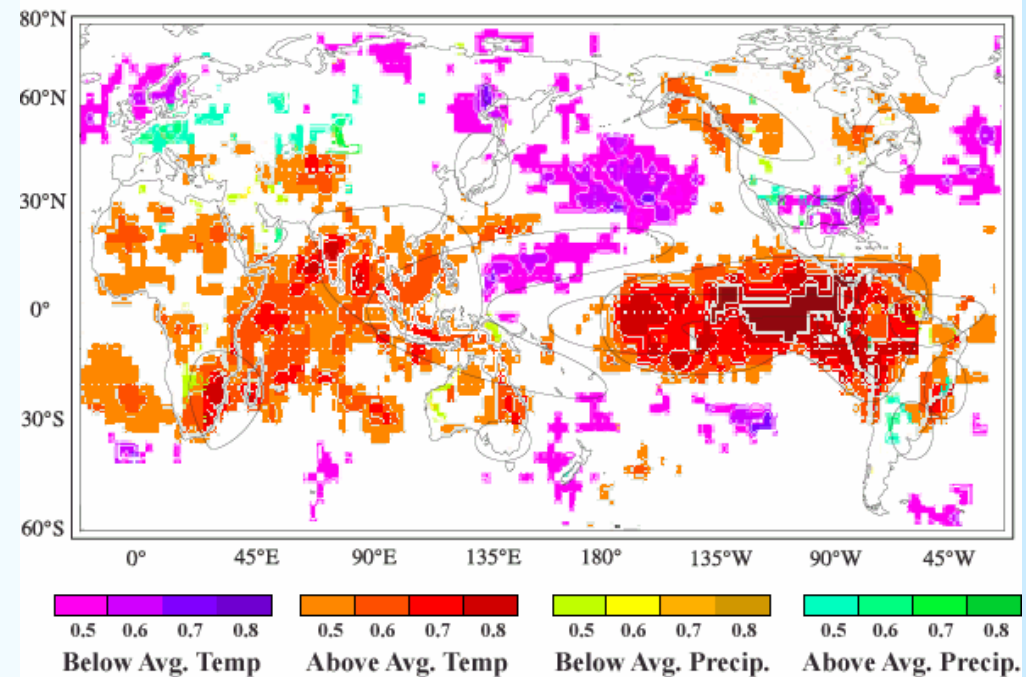 80°N
60°N
30°N
0°
30°S
60°S
0° 45°E 90°E 135°E 180° 135°W 90°W 45°W
0.5 0.6 0.7 0.8 0.5 0.6 0.7 0.8 0.5 0.6 0.7 0.8 0.5 0.6 0.7 0.8
Below Avg. Temp Above Avg. Temp Below Avg. Precip. Above Avg. Precip.